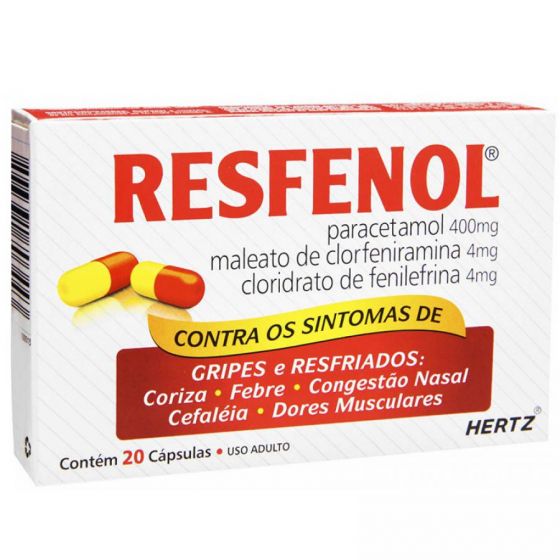 RESFENOL®
paracetamol 400mg
maleato de clorfeniramina 4mg
cloridrato de fenilefrina 4mg
CONTRA OS SINTOMAS DE
GRIPES e RESFRIADOS:
Coriza • Febre • Congestão Nasal
Cefaléia • Dores Musculares
Contém 20 Cápsulas • USO ADULTO
HERTZ®